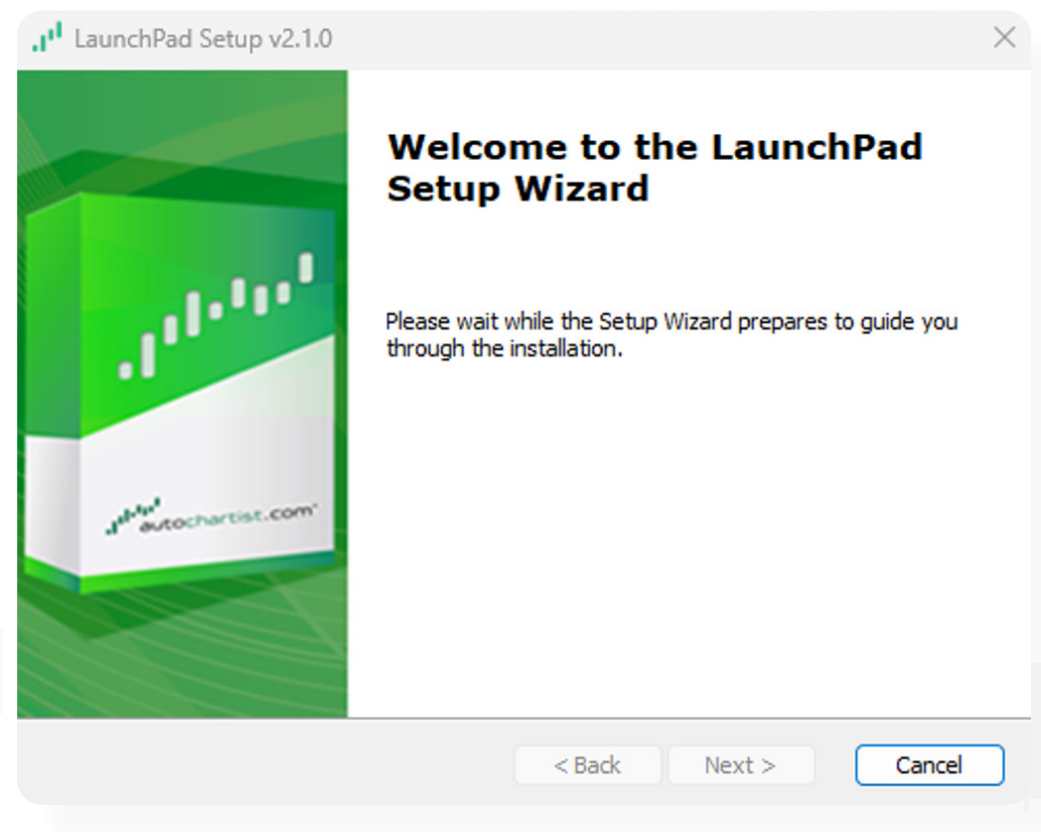 LaunchPad Setup v2.1.0
Welcome to the LaunchPad
Setup Wizard
Please wait while the Setup Wizard prepares to guide you
through the installation.
autochartist.com
< Back
Next >
Cancel